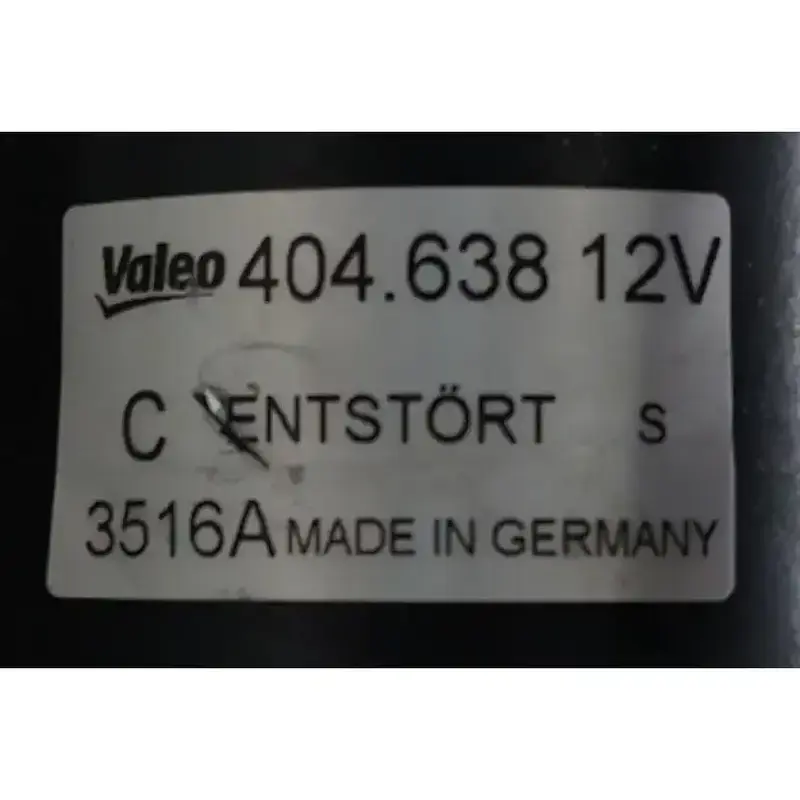 Valeo 404.638 12V
C ENTSTÖRT S
3516A MADE IN GERMANY